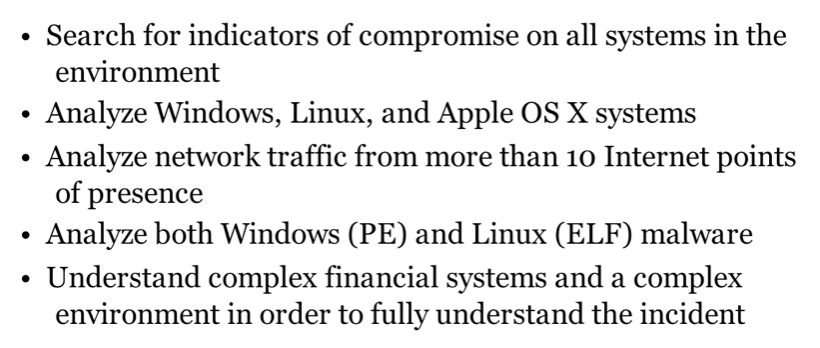 • Search for indicators of compromise on all systems in the
environment
• Analyze Windows, Linux, and Apple OS X systems
• Analyze network traffic from more than 10 Internet points
of presence
• Analyze both Windows (PE) and Linux (ELF) malware
• Understand complex financial systems and a complex
environment in order to fully understand the incident